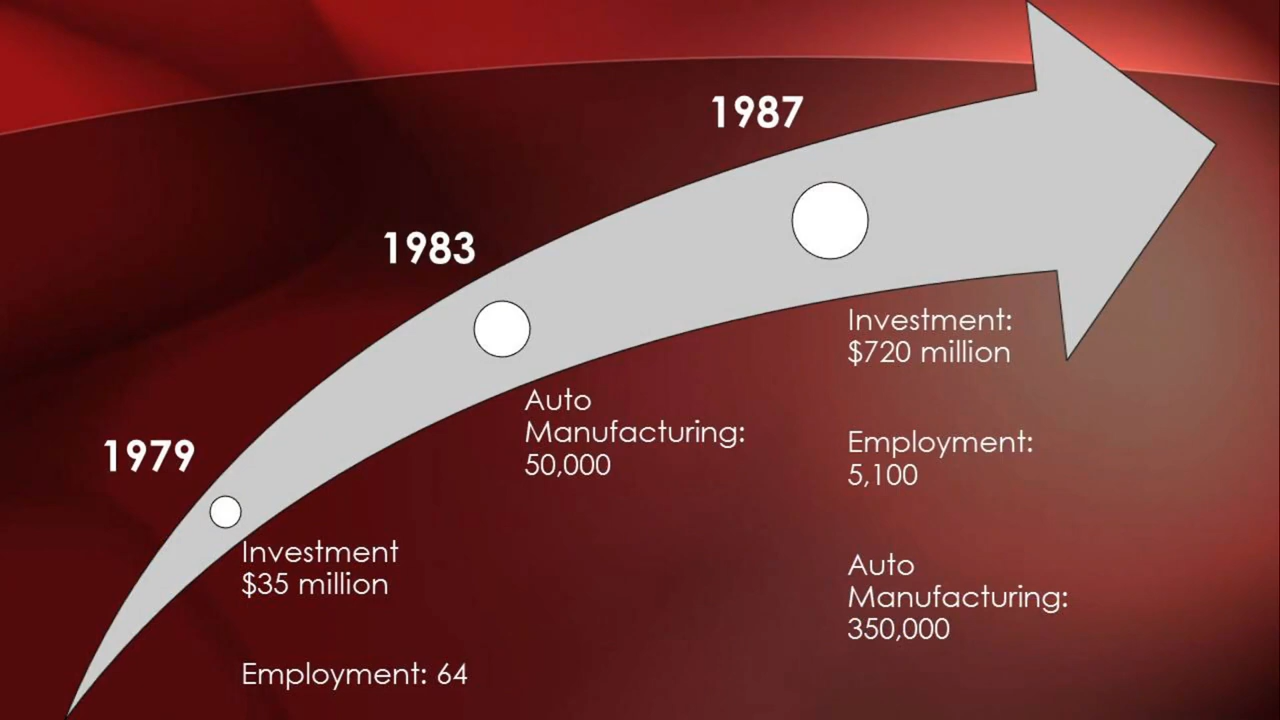 1979
Investment
$35 million
Employment: 64
1983
Auto
Manufacturing:
50,000
1987
Investment:
$720 million
Employment:
5,100
Auto
Manufacturing:
350,000